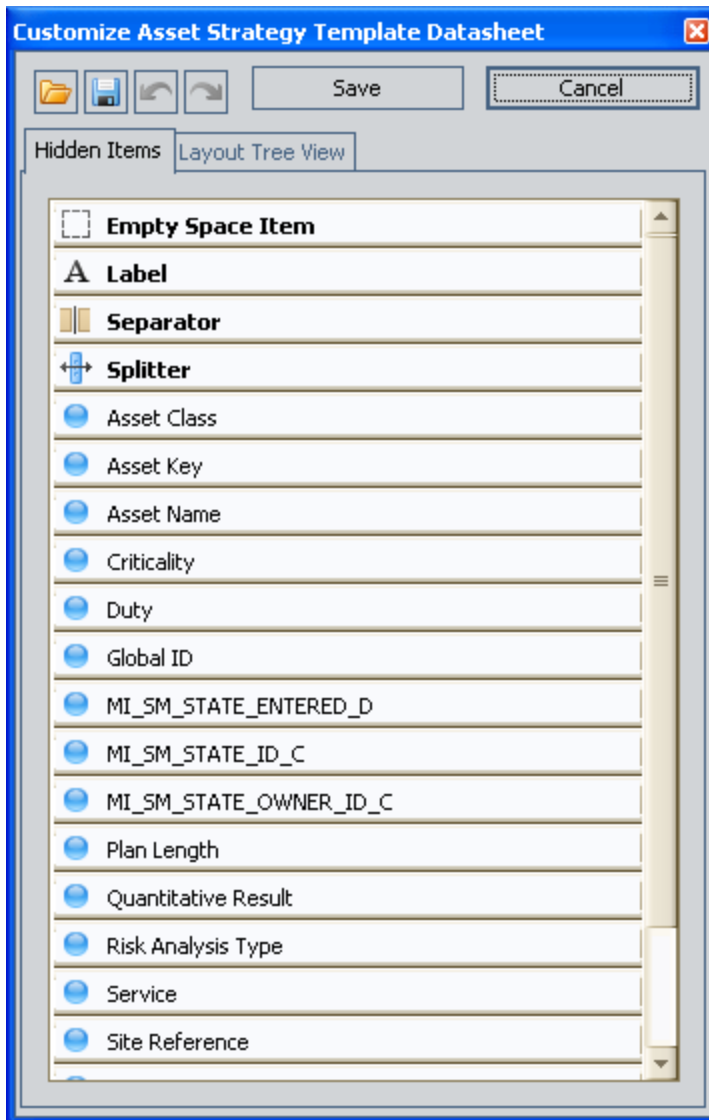 Customize Asset Strategy Template Datasheet
Save
Cancel
Hidden Items
Layout Tree View
Empty Space Item
A Label
Separator
Splitter
Asset Class
Asset Key
Asset Name
Criticality
Duty
Global ID
MI_SM_STATE_ENTERED_D
MI_SM_STATE_ID_C
MI_SM_STATE_OWNER_ID_C
Plan Length
Quantitative Result
Risk Analysis Type
Service
Site Reference